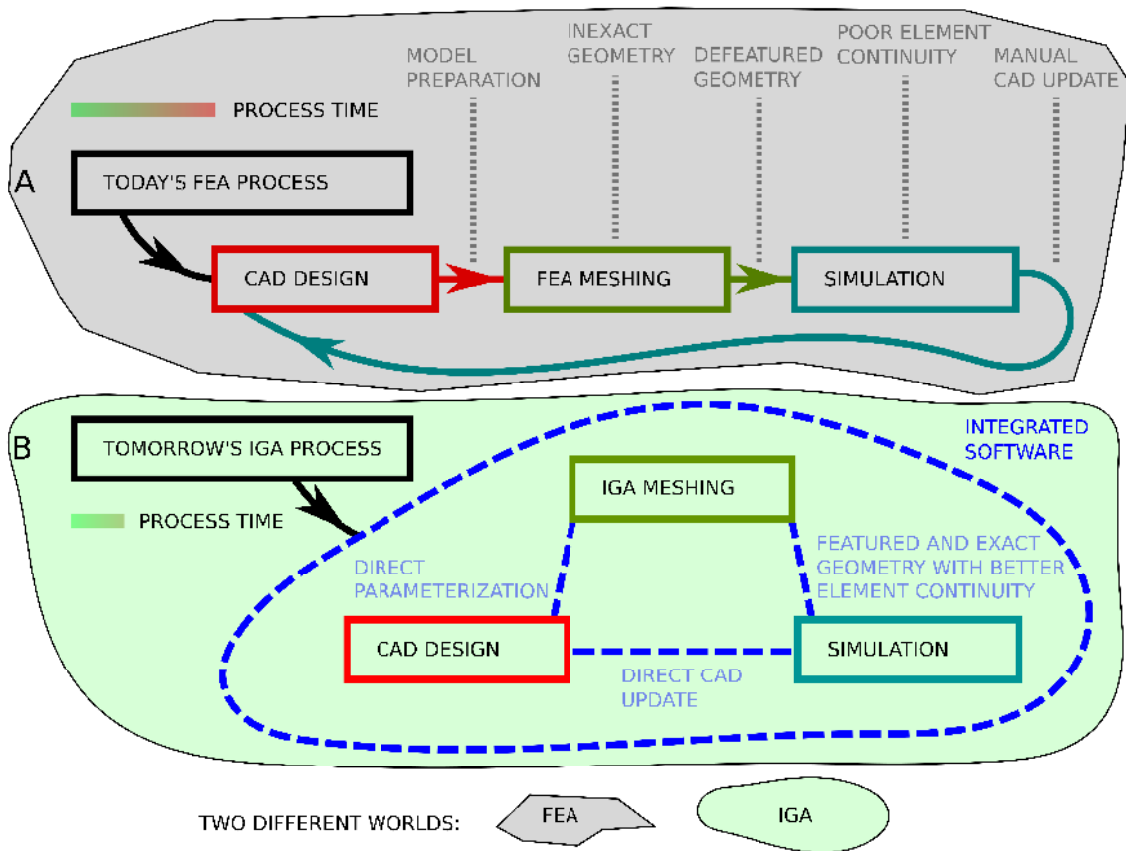 MODEL
PREPARATION
INEXACT
GEOMETRY
DEFEATURED
GEOMETRY
POOR ELEMENT
CONTINUITY
MANUAL
CAD UPDATE
PROCESS TIME
A
TODAY'S FEA PROCESS
CAD DESIGN
FEA MESHING
SIMULATION
B
TOMORROW'S IGA PROCESS
INTEGRATED
SOFTWARE
IGA MESHING
PROCESS TIME
DIRECT
PARAMETERIZATION
FEATURED AND EXACT
GEOMETRY WITH BETTER
ELEMENT CONTINUITY
CAD DESIGN
SIMULATION
DIRECT CAD
UPDATE
TWO DIFFERENT WORLDS:
FEA
IGA